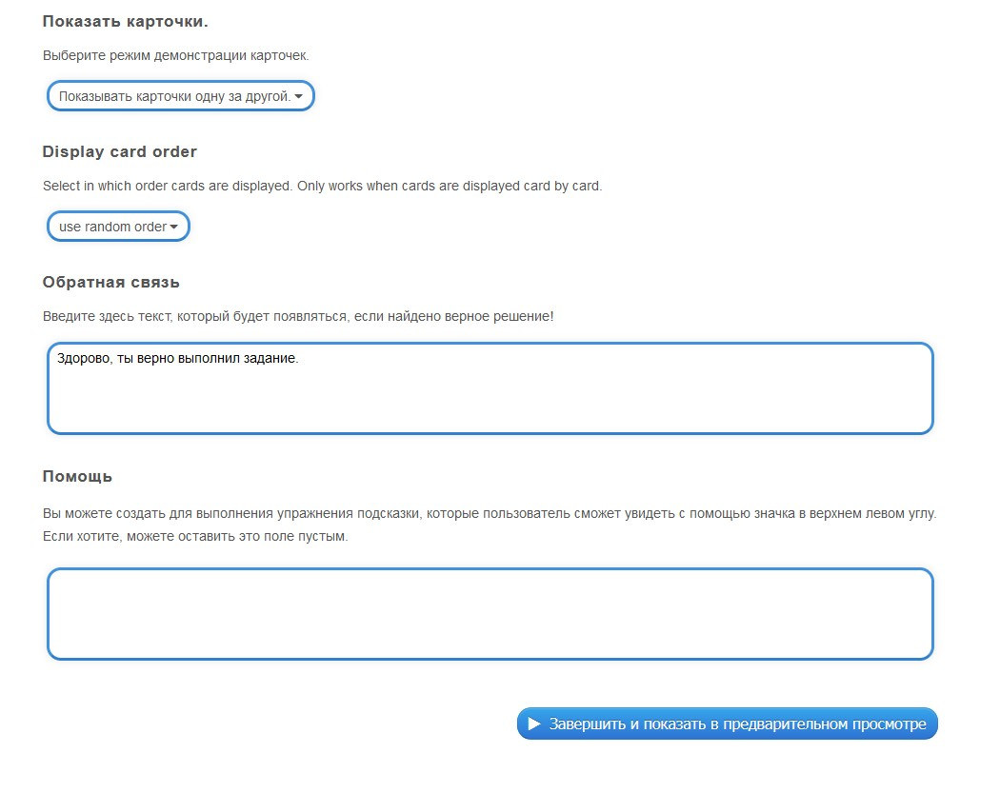 Показать карточки.
Выберите режим демонстрации карточек.
Показывать карточки одну за другой.
Display card order
Select in which order cards are displayed. Only works when cards are displayed card by card.
use random order
Обратная связь
Введите здесь текст, который будет появляться, если найдено верное решение!
Здорово, ты верно выполнил задание.
Помощь
Вы можете создать для выполнения упражнения подсказки, которые пользователь сможет увидеть с помощью значка в верхнем левом углу.
Если хотите, можете оставить это поле пустым.
Завершить и показать в предварительном просмотре